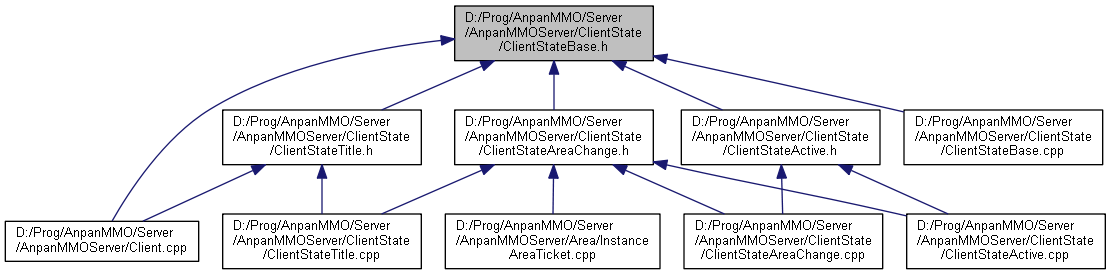 D:/Prog/AnpanMMO/Server
/AnpanMMOServer/ClientState
/ClientStateBase.h
D:/Prog/AnpanMMO/Server
/AnpanMMOServer/ClientState
/ClientStateTitle.h
D:/Prog/AnpanMMO/Server
/AnpanMMOServer/ClientState
/ClientStateAreaChange.h
D:/Prog/AnpanMMO/Server
/AnpanMMOServer/ClientState
/ClientStateActive.h
D:/Prog/AnpanMMO/Server
/AnpanMMOServer/ClientState
/ClientStateBase.cpp
D:/Prog/AnpanMMO/Server
/AnpanMMOServer/Client.cpp
D:/Prog/AnpanMMO/Server
/AnpanMMOServer/ClientState
/ClientStateTitle.cpp
D:/Prog/AnpanMMO/Server
/AnpanMMOServer/Area/Instance
AreaTicket.cpp
D:/Prog/AnpanMMO/Server
/AnpanMMOServer/ClientState
/ClientStateAreaChange.cpp
D:/Prog/AnpanMMO/Server
/AnpanMMOServer/ClientState
/ClientStateActive.cpp